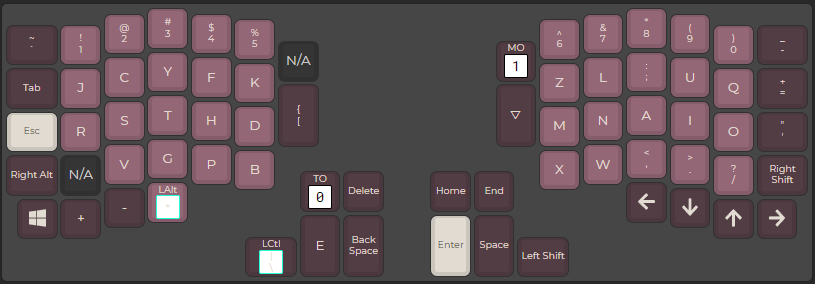 ~ ! @ # $ % ^ & * ( ) _
` 1 2 3 4 5 N/A MO 6 7 8 9 0 -
1
Tab J C Y F K Z L : U Q +
; =
{
[
▽
Esc R S T H D M N A I O "
'
Right Alt N/A V G P B X W < > ? Right
, . / Shift
+ - LAlt TO Delete Home End ← ↓ ↑ →
0
LCtl E Back Enter Space Left Shift
Space
\